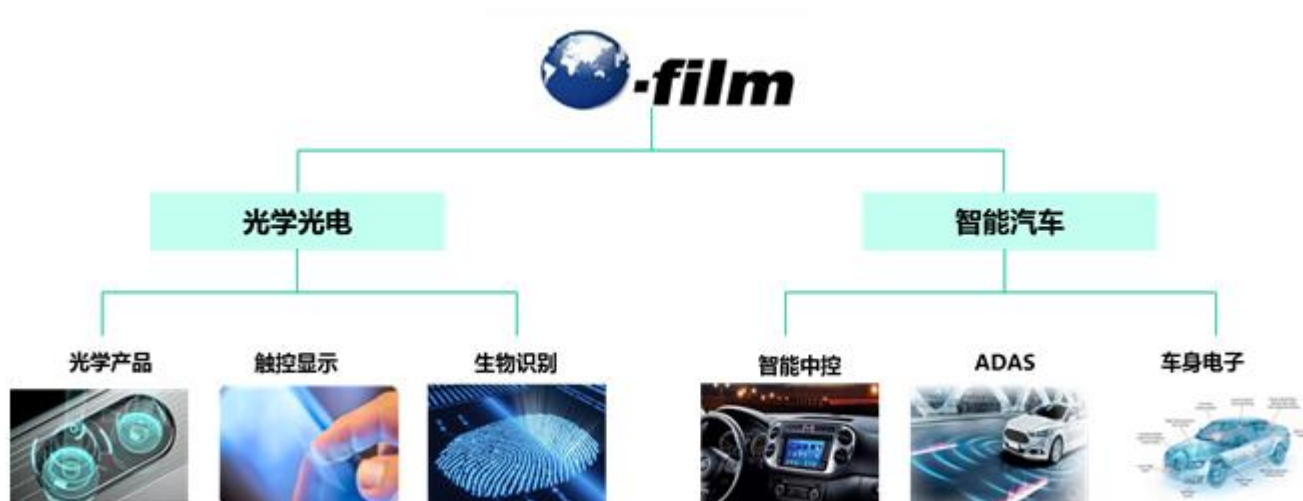 -film
光学光电
智能汽车
光学产品
触控显示
生物识别
智能中控
ADAS
车身电子